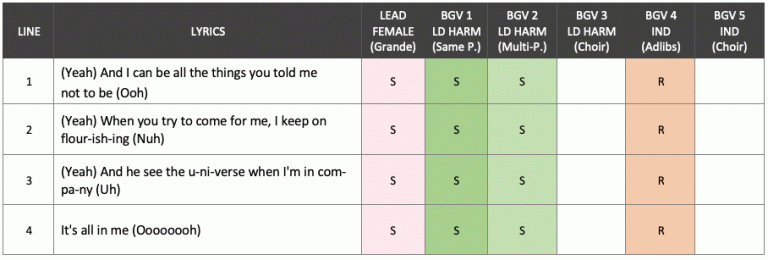 LINE LYRICS LEAD FEMALE (Grande) BGV 1 LD HARM (Same P.) BGV 2 LD HARM (Multi-P.) BGV 3 LD HARM (Choir) BGV 4 IND (Adlibs) BGV 5 IND (Choir)
1 (Yeah) And I can be all the things you told me
not to be (Ooh) S S S R
2 (Yeah) When you try to come for me, I keep on
flour-ish-ing (Nuh) S S S R
3 (Yeah) And he see the u-ni-verse when I'm in com-
pa-ny (Uh) S S S R
4 It's all in me (Oooooooh) S S S R